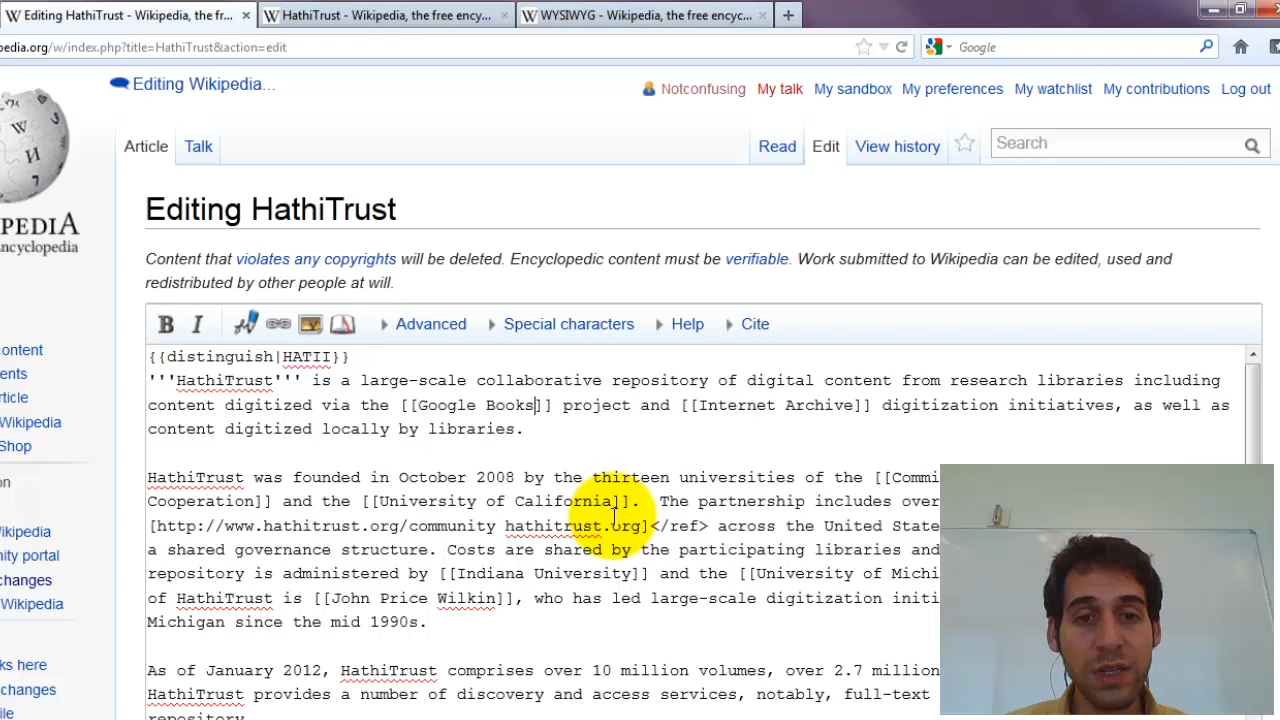 Editing HathiTrust - Wikipedia, the fr... ×
HathiTrust - Wikipedia, the free ency... ×
WYSIWYG - Wikipedia, the free encyc... ×
pedia.org/w/index.php?title=HathiTrust&action=edit
Google
Editing Wikipedia...
Notconfusing My talk My sandbox My preferences My watchlist My contributions Log out
Article Talk Read Edit View history Search
PEDIA
ncyclopedia
Editing HathiTrust
Content that violates any copyrights will be deleted. Encyclopedic content must be verifiable. Work submitted to Wikipedia can be edited, used and
redistributed by other people at will.
B I Advanced Special characters Help Cite
{{distinguish|HATII}}
'''HathiTrust''' is a large-scale collaborative repository of digital content from research libraries including
content digitized via the [[Google Books]] project and [[Internet Archive]] digitization initiatives, as well as
content digitized locally by libraries.
HathiTrust was founded in October 2008 by the thirteen universities of the [[Commi
Cooperation]] and the [[University of California]]. The partnership includes over
[http://www.hathitrust.org/community hathitrust.org]</ref> across the United State
a shared governance structure. Costs are shared by the participating libraries and
repository is administered by [[Indiana University]] and the [[University of Michi
of HathiTrust is [[John Price Wilkin]], who has led large-scale digitization initi
Michigan since the mid 1990s.
As of January 2012, HathiTrust comprises over 10 million volumes, over 2.7 million
HathiTrust provides a number of discovery and access services, notably, full-text
repository
content
ents
rticle
Wikipedia
Shop
on
ikipedia
nity portal
changes
Wikipedia
ks here
changes
file